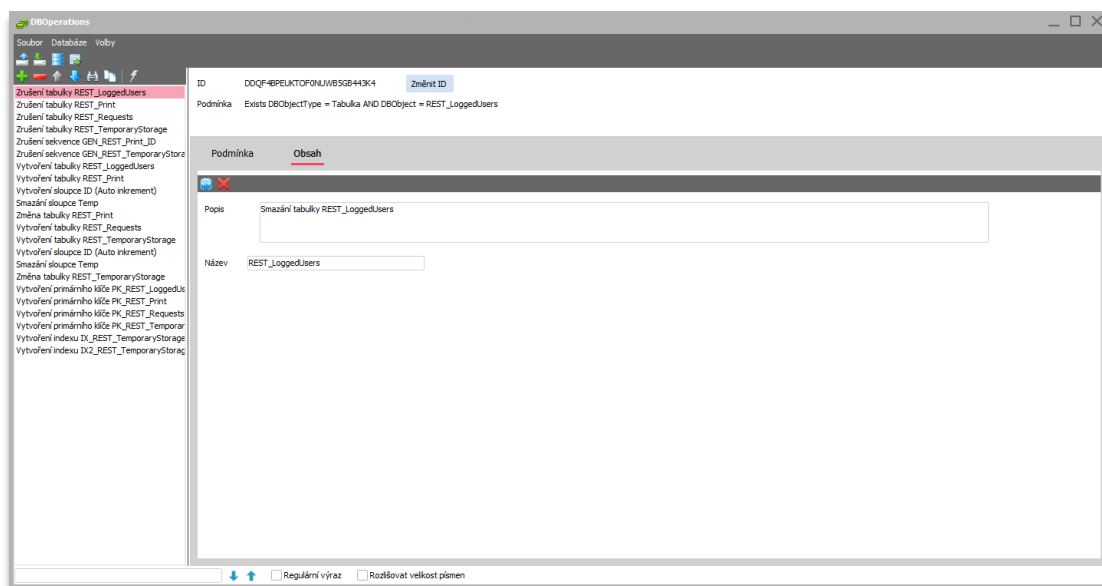 DBOperations
Soubor Databáze Volby
Zrušení tabulky REST_LoggedUsers
Zrušení tabulky REST_Print
Zrušení tabulky REST_Requests
Zrušení tabulky REST_TemporaryStorage
Zrušení sekvence GEN_REST_Print_ID
Zrušení sekvence GEN_REST_TemporaryStora
Vytvoření tabulky REST_LoggedUsers
Vytvoření tabulky REST_Print
Vytvoření sloupce ID (Auto inkrement)
Smazání sloupce Temp
Změna tabulky REST_Print
Vytvoření tabulky REST_Requests
Vytvoření tabulky REST_TemporaryStorage
Vytvoření sloupce ID (Auto inkrement)
Smazání sloupce Temp
Změna tabulky REST_TemporaryStorage
Vytvoření primárního klíče PK_REST_LoggedUs
Vytvoření primárního klíče PK_REST_Print
Vytvoření primárního klíče PK_REST_Requests
Vytvoření primárního klíče PK_REST_Temporar
Vytvoření indexu IX_REST_TemporaryStorage
Vytvoření indexu IX2_REST_TemporaryStorag
ID DDQF4BPEUKTOF0NUWB5GB443K4 Změnit ID
Podmínka Exists DBObjectType = Tabulka AND DBObject = REST_LoggedUsers
Podmínka Obsah
Popis Smazání tabulky REST_LoggedUsers
Název REST_LoggedUsers
Regulární výraz Rozlišovat velikost písmen